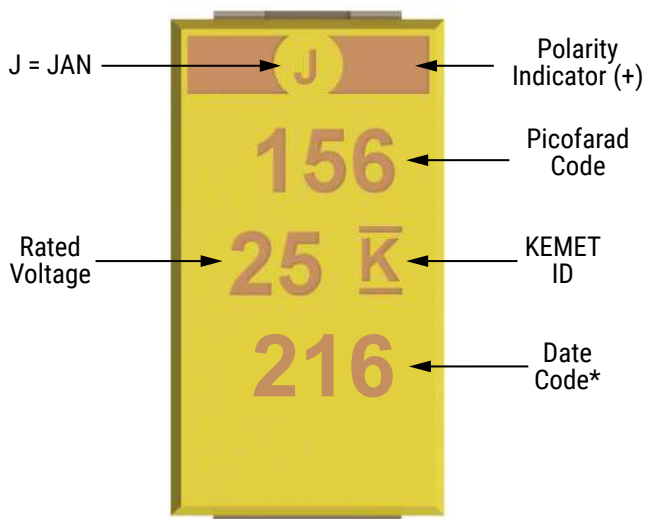 J = JAN
J
Polarity
Indicator (+)
156
Picofarad
Code
Rated
Voltage
25 K
KEMET
ID
216
Date
Code*